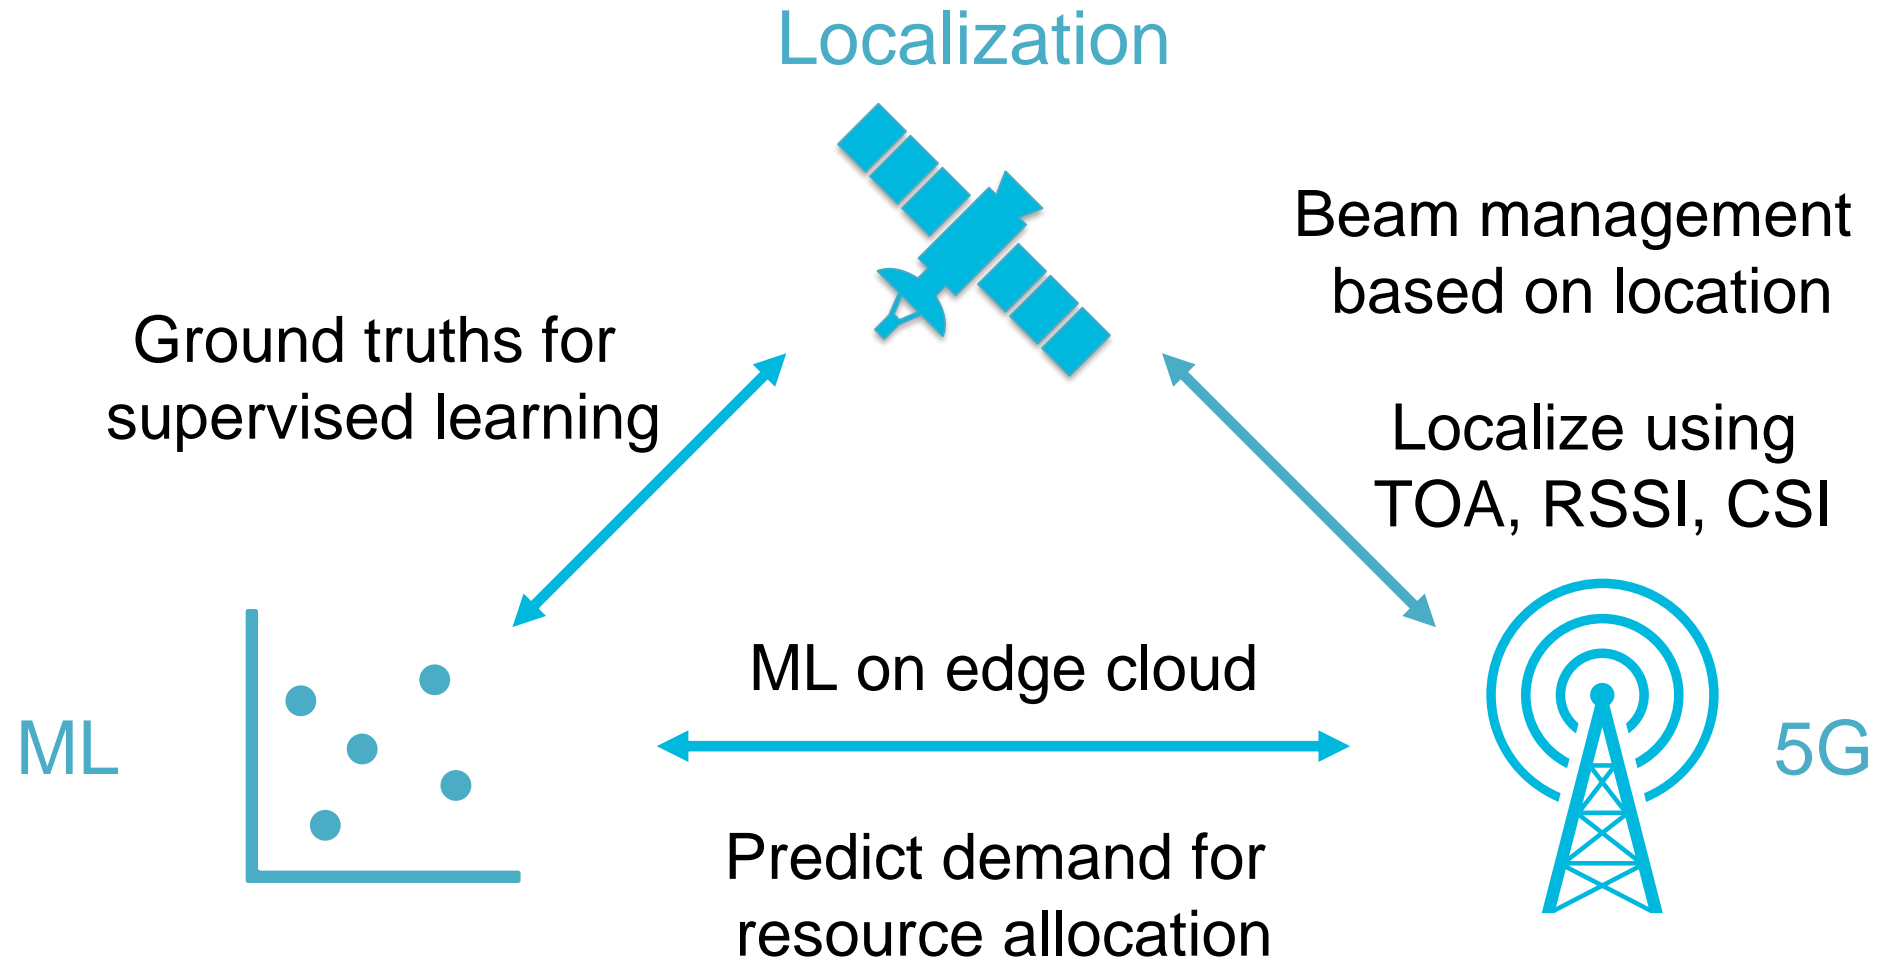 Localization
Beam management
based on location
Ground truths for
supervised learning
Localize using
TOA, RSSI, CSI
ML on edge cloud
ML
5G
Predict demand for
resource allocation